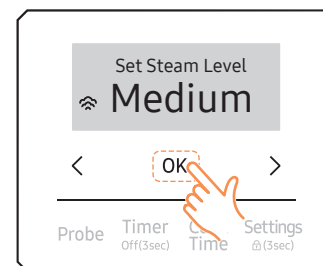 Set Steam Level
Medium
< OK >
Probe Timer Time Settings
Off(3sec) (3sec)